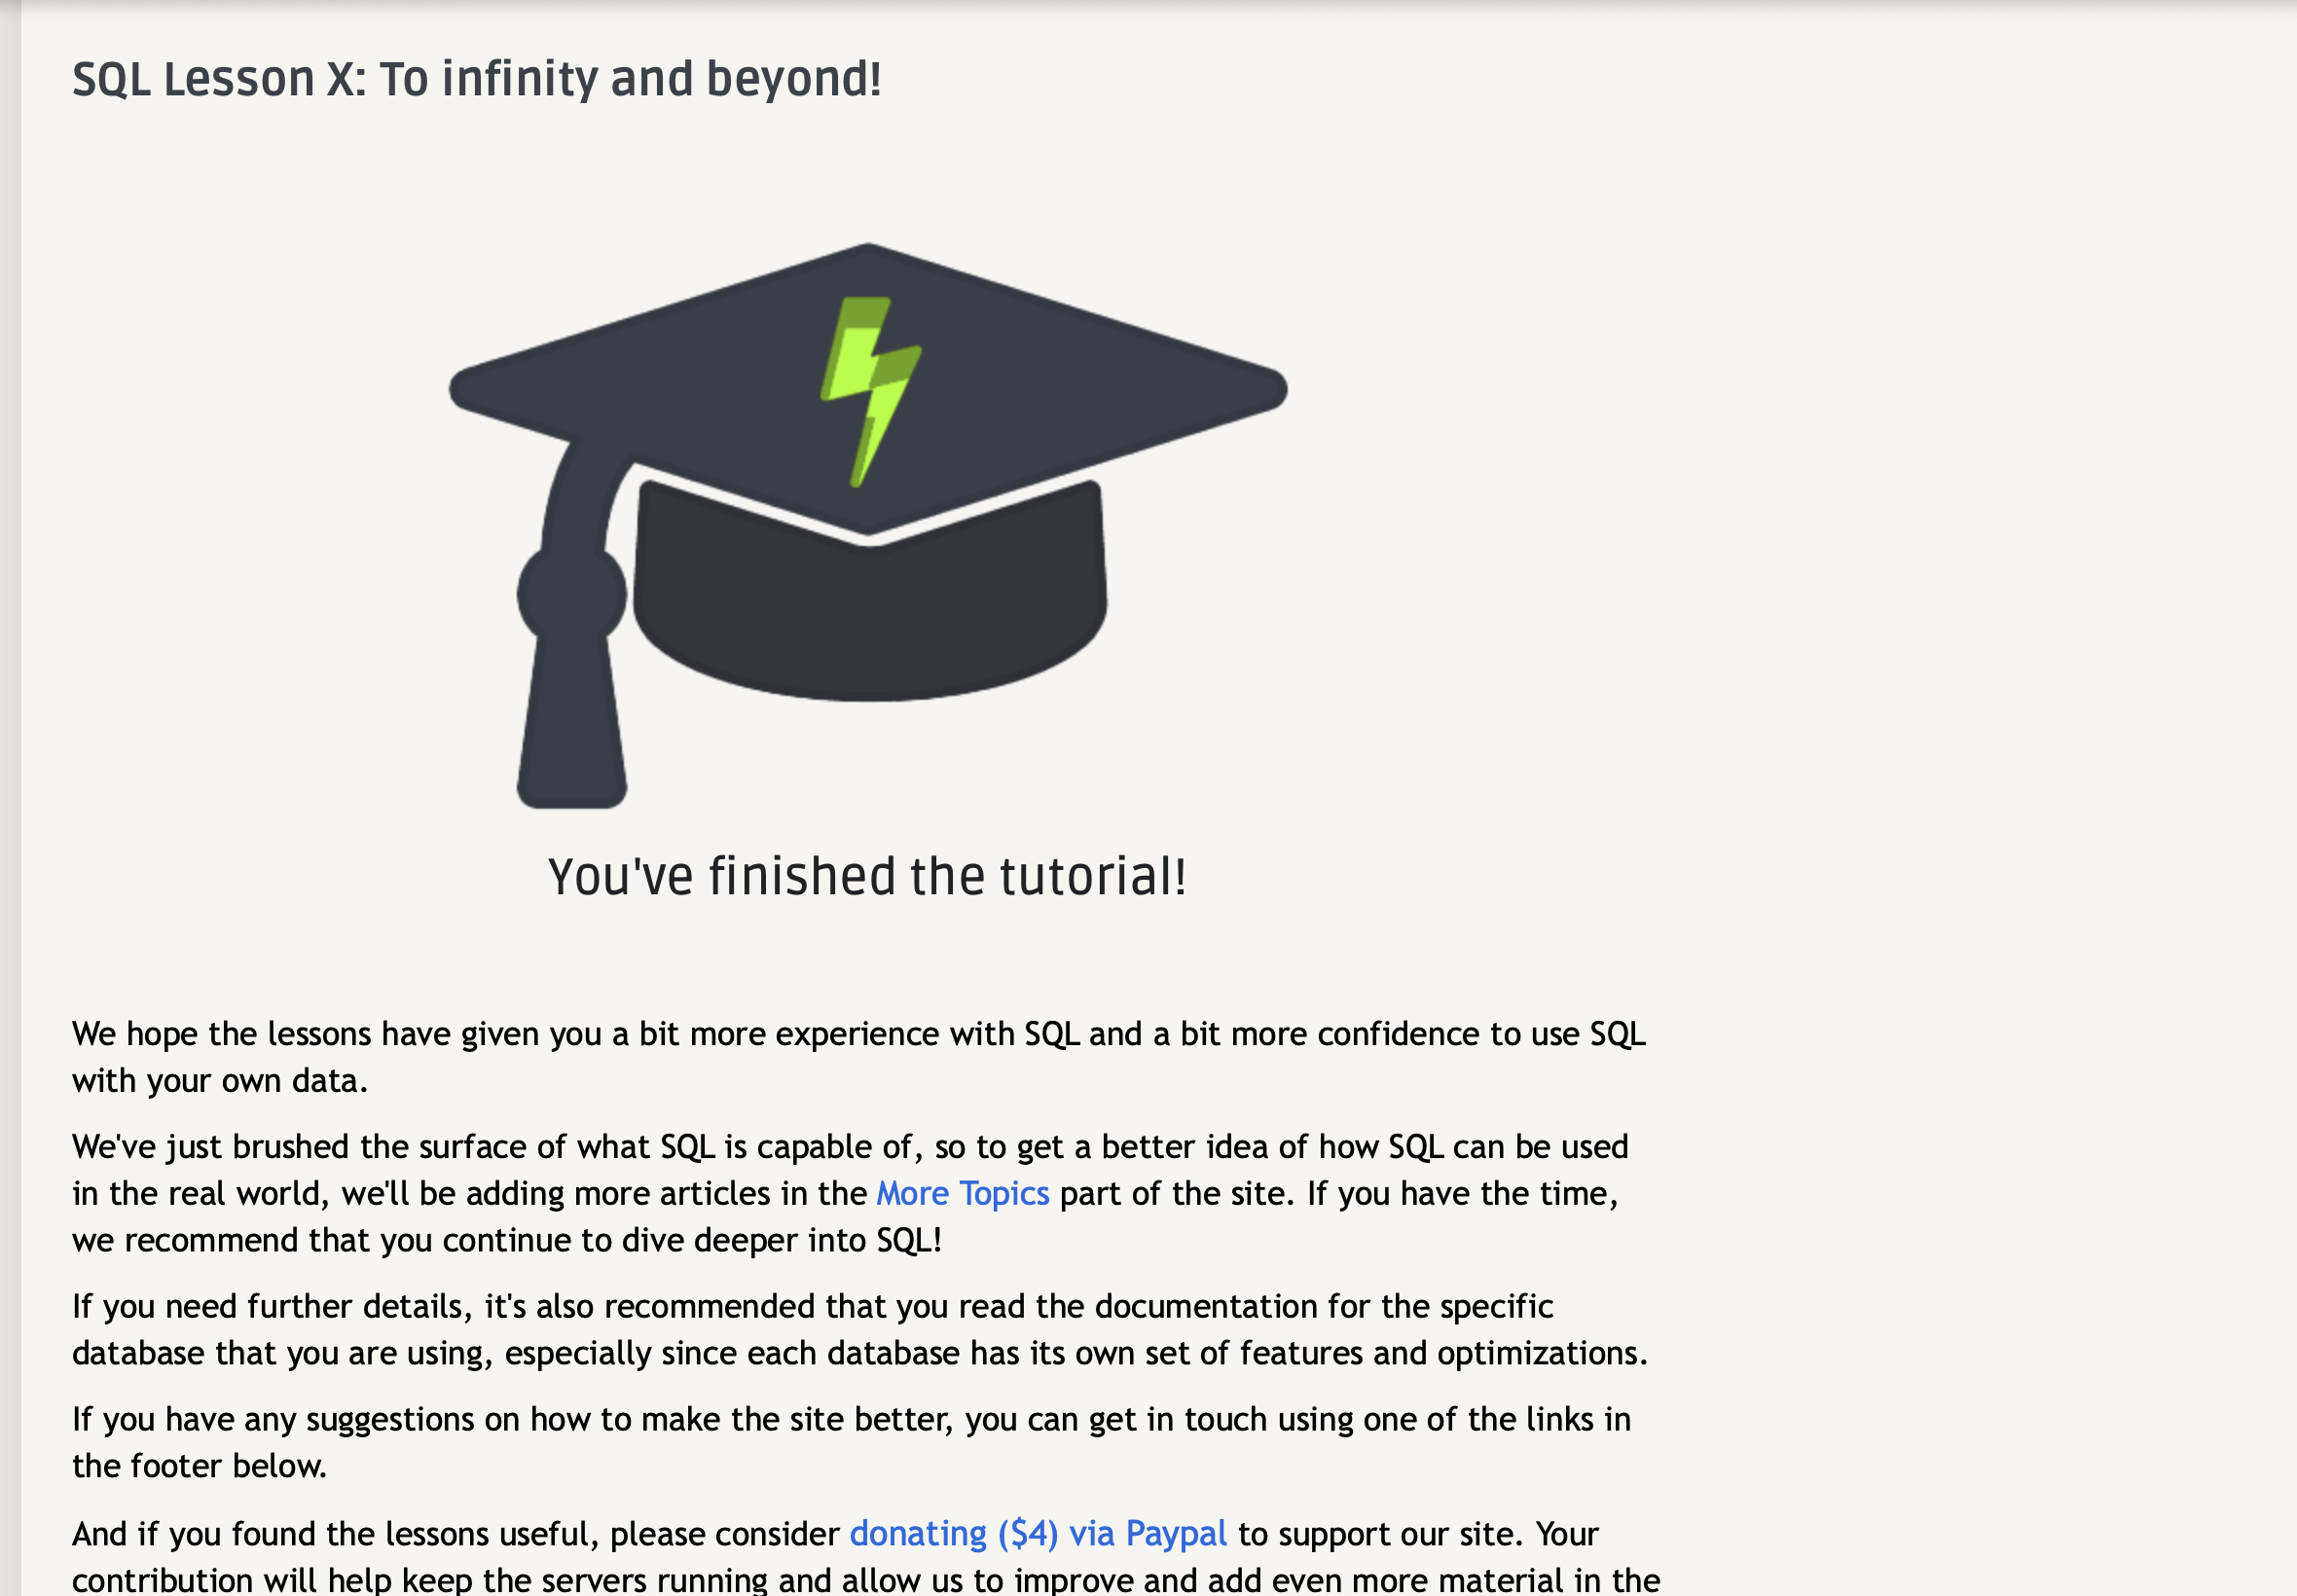 SQL Lesson X: To infinity and beyond!
You've finished the tutorial!
We hope the lessons have given you a bit more experience with SQL and a bit more confidence to use SQL
with your own data.
We've just brushed the surface of what SQL is capable of, so to get a better idea of how SQL can be used
in the real world, we'll be adding more articles in the More Topics part of the site. If you have the time,
we recommend that you continue to dive deeper into SQL!
If you need further details, it's also recommended that you read the documentation for the specific
database that you are using, especially since each database has its own set of features and optimizations.
If you have any suggestions on how to make the site better, you can get in touch using one of the links in
the footer below.
And if you found the lessons useful, please consider donating ($4) via Paypal to support our site. Your
contribution will help keep the servers running and allow us to improve and add even more material in the